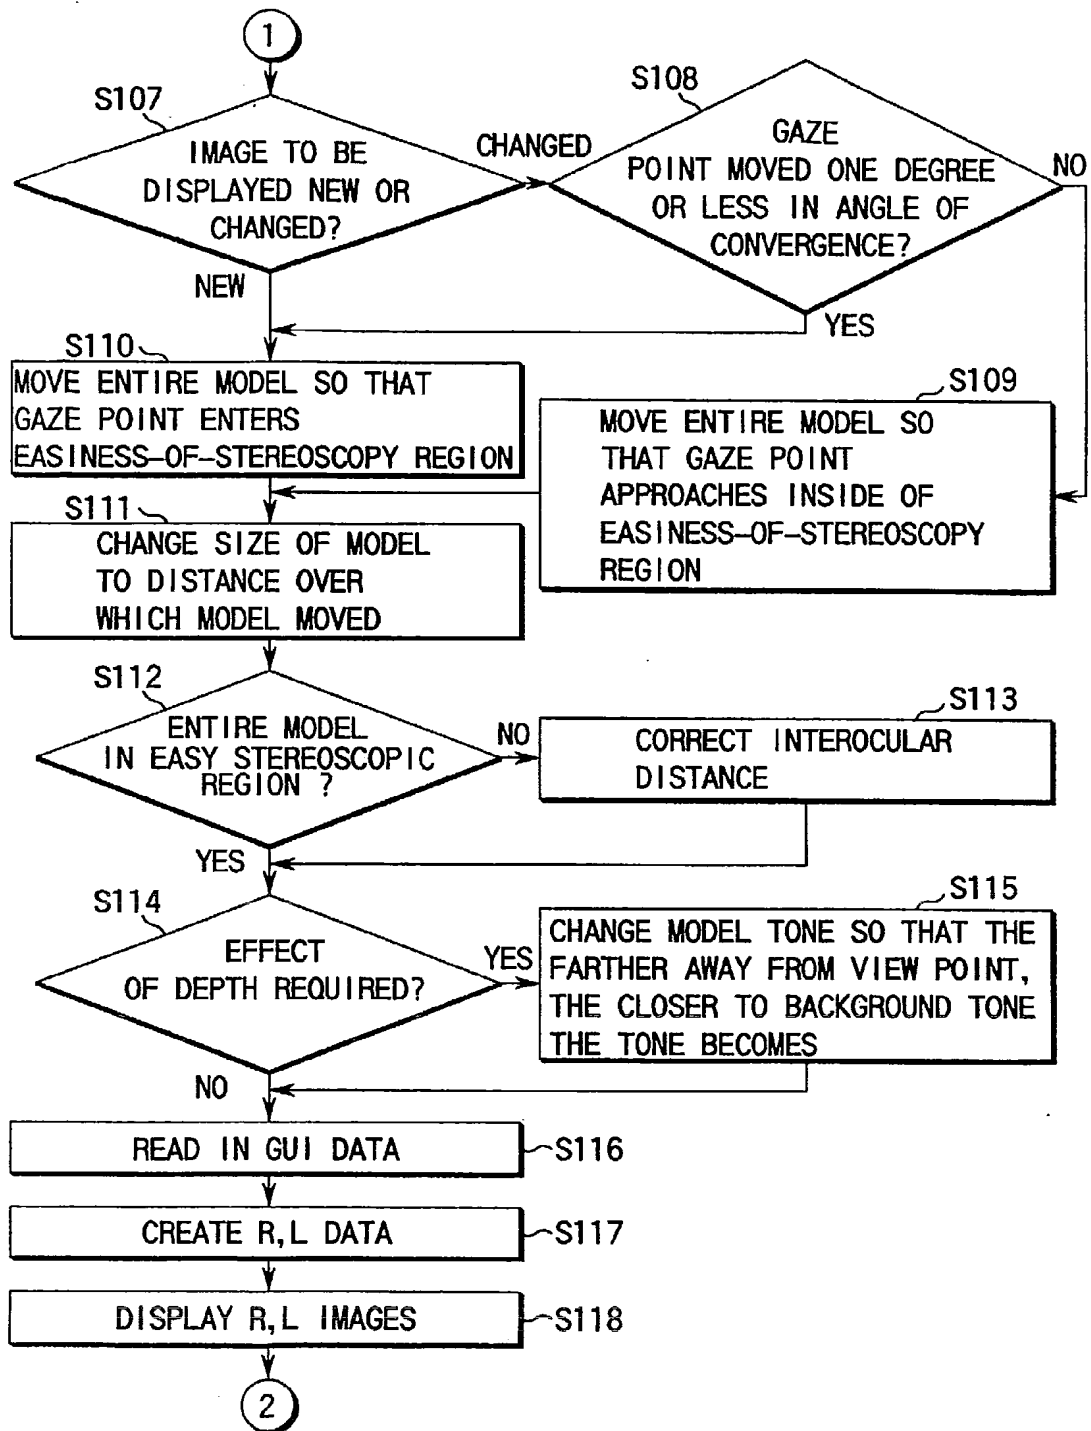 1
S107
IMAGE TO BE
DISPLAYED NEW OR
CHANGED?
CHANGED
NEW
S108
GAZE
POINT MOVED ONE DEGREE
OR LESS IN ANGLE OF
CONVERGENCE?
NO
YES
S110
MOVE ENTIRE MODEL SO THAT
GAZE POINT ENTERS
EASINESS-OF-STEREOSCOPY REGION
S109
MOVE ENTIRE MODEL SO
THAT GAZE POINT
APPROACHES INSIDE OF
EASINESS-OF-STEREOSCOPY
REGION
S111
CHANGE SIZE OF MODEL
TO DISTANCE OVER
WHICH MODEL MOVED
S112
ENTIRE MODEL
IN EASY STEREOSCOPIC
REGION ?
NO
YES
S113
CORRECT INTEROCULAR
DISTANCE
S114
EFFECT
OF DEPTH REQUIRED?
YES
NO
S115
CHANGE MODEL TONE SO THAT THE
FARTHER AWAY FROM VIEW POINT,
THE CLOSER TO BACKGROUND TONE
THE TONE BECOMES
READ IN GUI DATA
S116
CREATE R,L DATA
S117
DISPLAY R,L IMAGES
S118
2